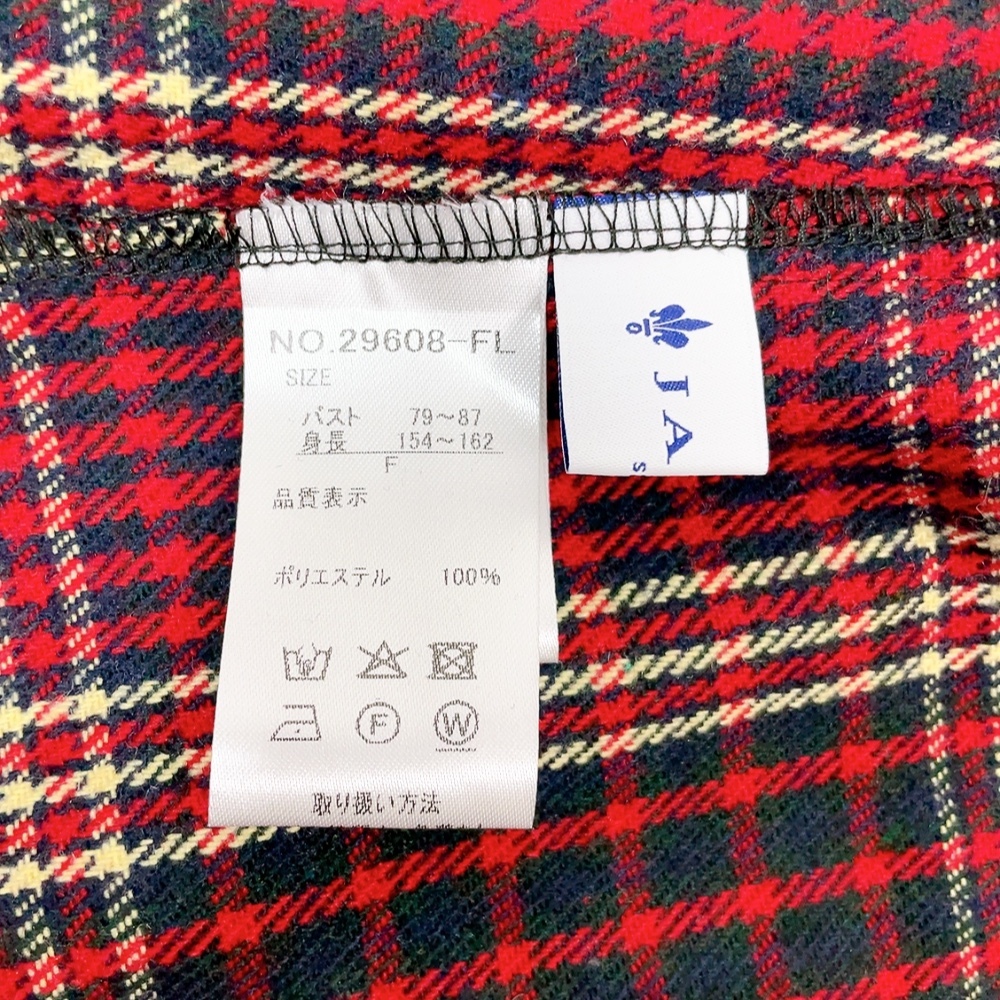 NO.29608-FL
SIZE
バスト 79~87
身長 154~162
F
品質表示
ポリエステル 100%
F W
取り扱い方法
JA
S